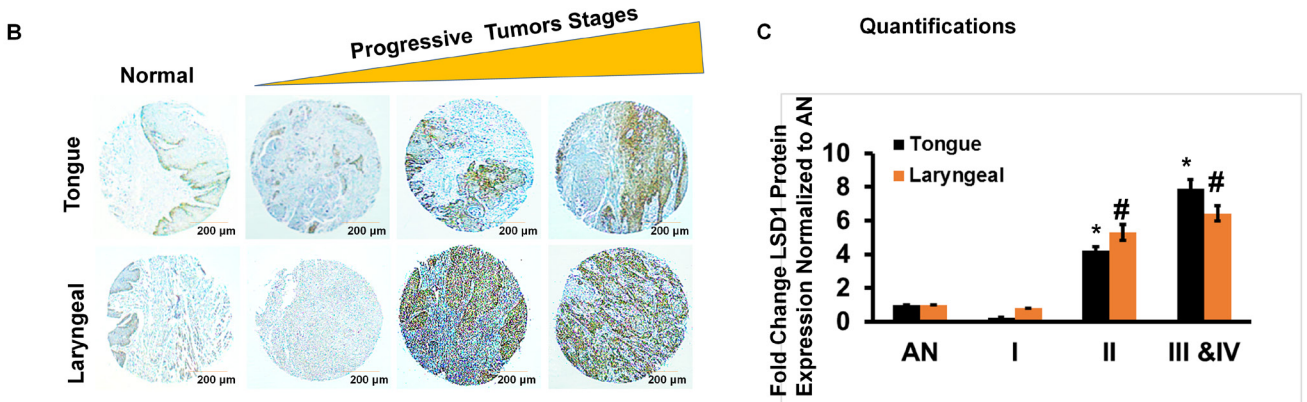 B
Progressive Tumors Stages
Normal
Tongue
200 µm
200 µm
200 µm
200 µm
Laryngeal
200 µm
200 µm
200 µm
200 µm
C
Quantifications
Fold Change LSD1 Protein
Expression Normalized to AN
Tongue
Laryngeal
10
8
6
4
2
0
*
#
*
#
AN I II III &IV